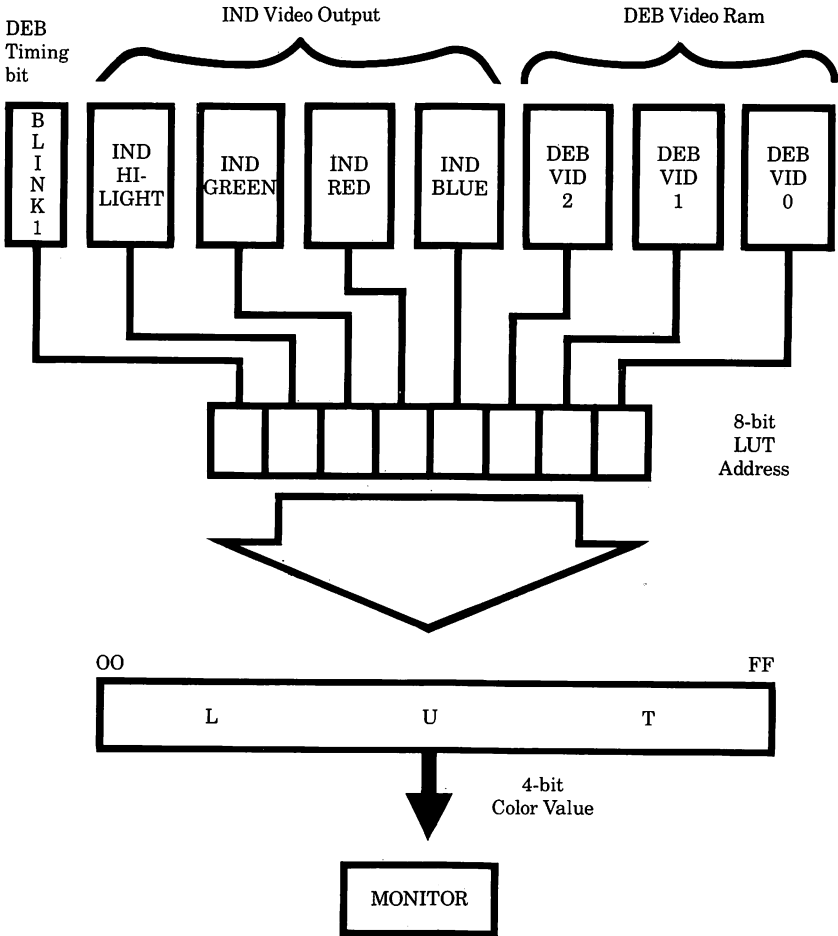 DEB
Timing
bit
IND Video Output
DEB Video Ram
B
L
I
N
K
1
IND
HI-
LIGHT
IND
GREEN
IND
RED
IND
BLUE
DEB
VID
2
DEB
VID
1
DEB
VID
0
8-bit
LUT
Address
OO
FF
L U T
4-bit
Color Value
MONITOR